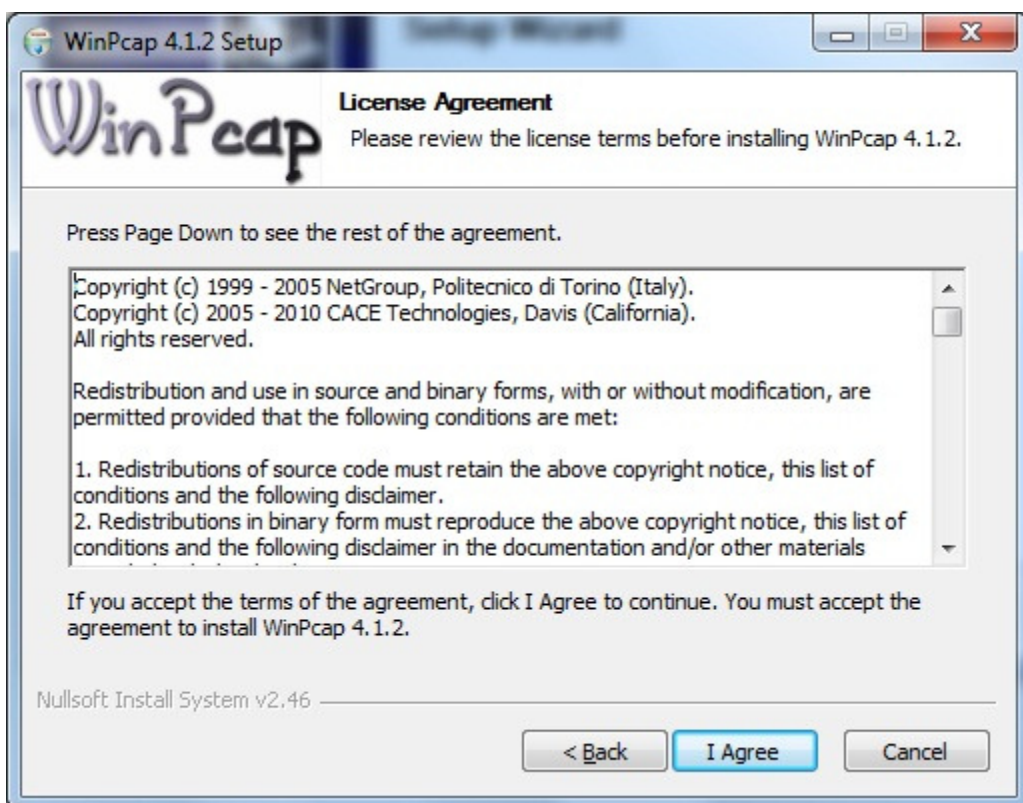 WinPcap 4.1.2 Setup
Setup Wizard
WinPcap
License Agreement
Please review the license terms before installing WinPcap 4.1.2.
Press Page Down to see the rest of the agreement.
Copyright (c) 1999 - 2005 NetGroup, Politecnico di Torino (Italy).
Copyright (c) 2005 - 2010 CACE Technologies, Davis (California).
All rights reserved.
Redistribution and use in source and binary forms, with or without modification, are
permitted provided that the following conditions are met:
1. Redistributions of source code must retain the above copyright notice, this list of
conditions and the following disclaimer.
2. Redistributions in binary form must reproduce the above copyright notice, this list of
conditions and the following disclaimer in the documentation and/or other materials
If you accept the terms of the agreement, click I Agree to continue. You must accept the
agreement to install WinPcap 4.1.2.
Nullsoft Install System v2.46
< Back
I Agree
Cancel